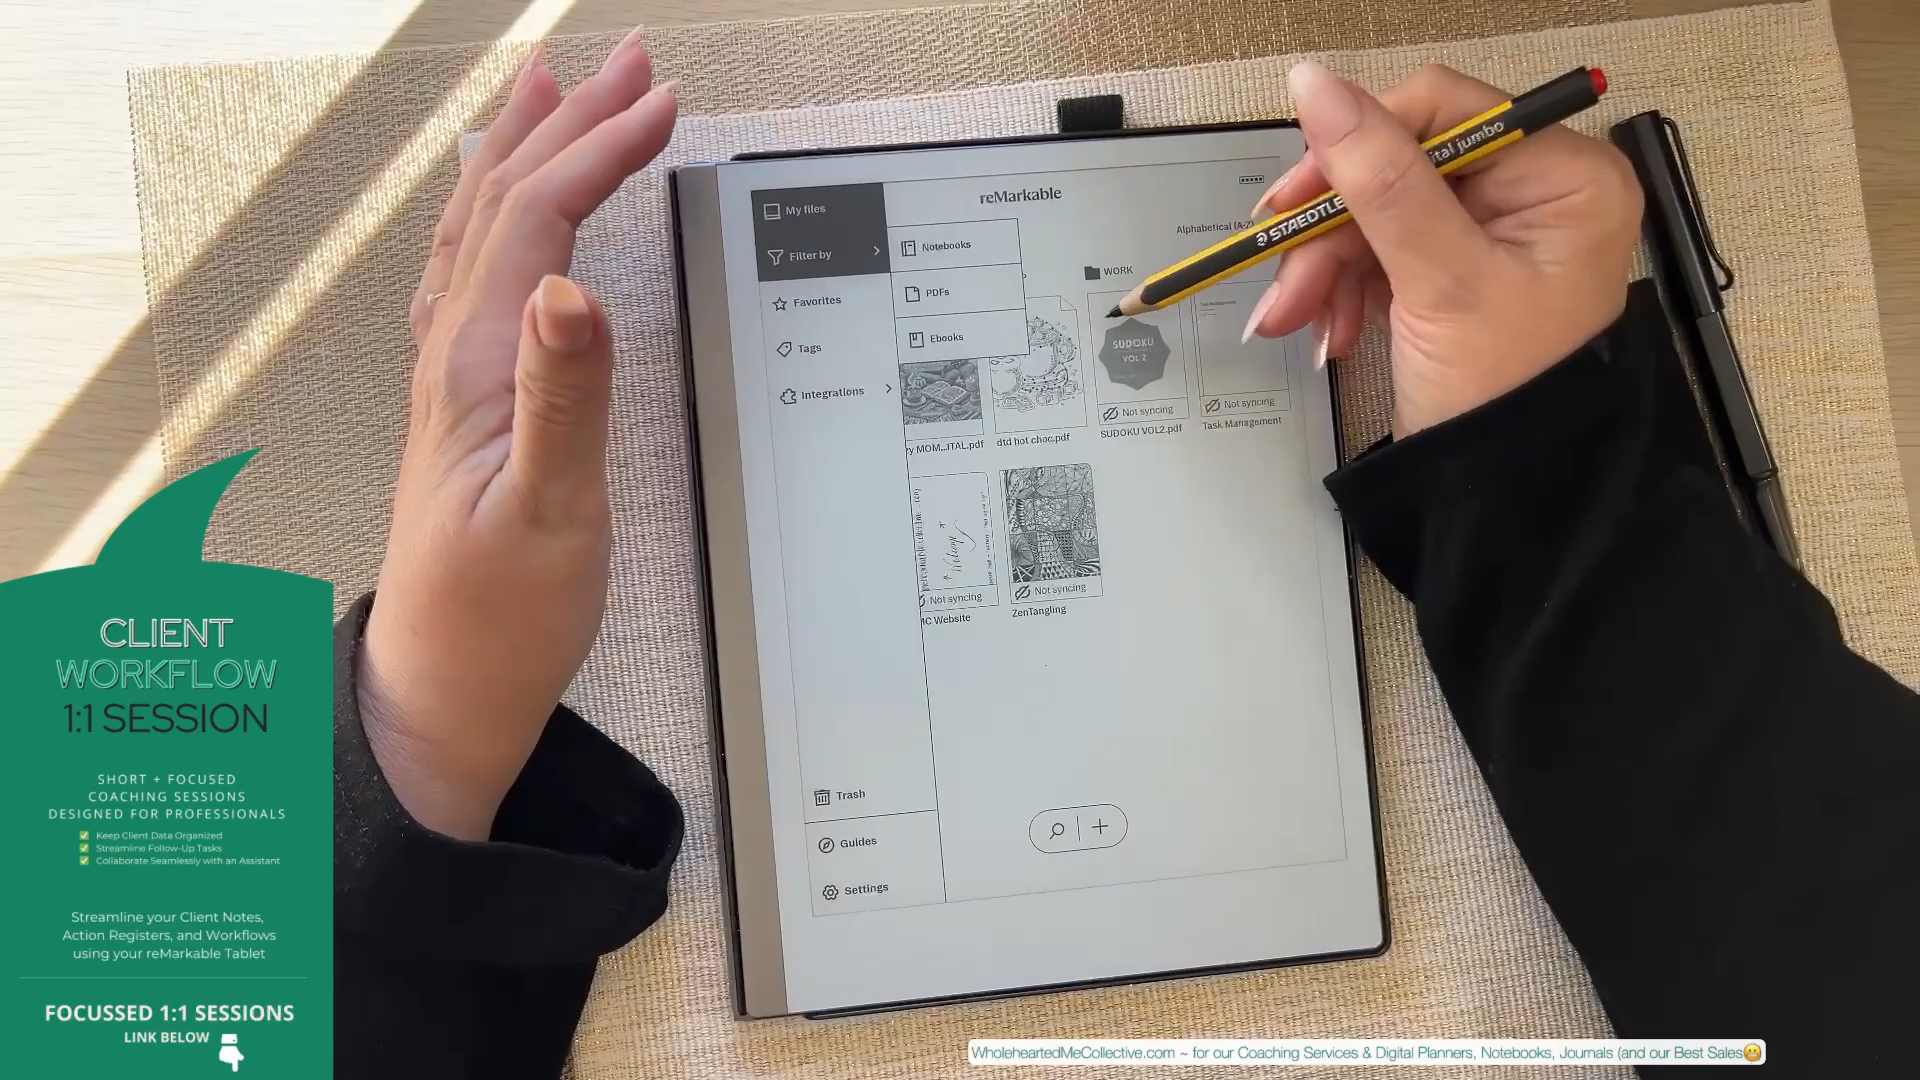 reMarkable
My files
Filter by
Favorites
Tags
Integrations
Notebooks
PDFs
Ebooks
Alphabetical (A-Z)
WORK
SUDOKU
VOL 2
Not syncing
Not syncing
MOM...ITAL.pdf
dtd hot choc.pdf
SUDOKU VOL2.pdf
Task Management
Welcome
Not syncing
Not syncing
Website
ZenTangling
Trash
Guides
Settings
STAEDTLER
jumbo
CLIENT
WORKFLOW
1:1 SESSION
SHORT + FOCUSED
COACHING SESSIONS
DESIGNED FOR PROFESSIONALS
Keep Client Data Organized
Streamline Follow-Up Tasks
Collaborate Seamlessly with an Assistant
Streamline your Client Notes,
Action Registers, and Workflows
using your reMarkable Tablet
FOCUSSED 1:1 SESSIONS
LINK BELOW
WholeheartedMeCollective.com ~ for our Coaching Services & Digital Planners, Notebooks, Journals (and our Best Sales😬